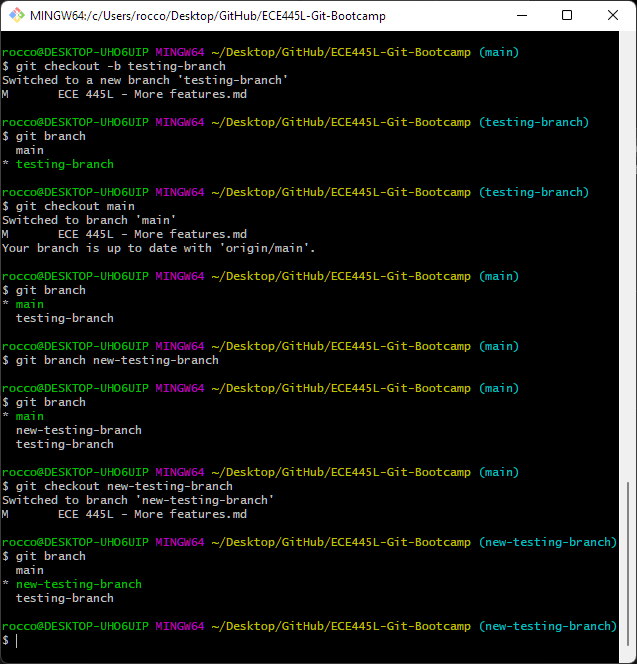 MINGW64:/c/Users/rocco/Desktop/GitHub/ECE445L-Git-Bootcamp
rocco@DESKTOP-UHO6UIP MINGW64 ~/Desktop/GitHub/ECE445L-Git-Bootcamp (main)
$ git checkout -b testing-branch
Switched to a new branch 'testing-branch'
M       ECE 445L - More features.md
rocco@DESKTOP-UHO6UIP MINGW64 ~/Desktop/GitHub/ECE445L-Git-Bootcamp (testing-branch)
$ git branch
  main
* testing-branch
rocco@DESKTOP-UHO6UIP MINGW64 ~/Desktop/GitHub/ECE445L-Git-Bootcamp (testing-branch)
$ git checkout main
Switched to branch 'main'
M       ECE 445L - More features.md
Your branch is up to date with 'origin/main'.
rocco@DESKTOP-UHO6UIP MINGW64 ~/Desktop/GitHub/ECE445L-Git-Bootcamp (main)
$ git branch
* main
  testing-branch
rocco@DESKTOP-UHO6UIP MINGW64 ~/Desktop/GitHub/ECE445L-Git-Bootcamp (main)
$ git branch new-testing-branch
rocco@DESKTOP-UHO6UIP MINGW64 ~/Desktop/GitHub/ECE445L-Git-Bootcamp (main)
$ git branch
* main
  new-testing-branch
  testing-branch
rocco@DESKTOP-UHO6UIP MINGW64 ~/Desktop/GitHub/ECE445L-Git-Bootcamp (main)
$ git checkout new-testing-branch
Switched to branch 'new-testing-branch'
M       ECE 445L - More features.md
rocco@DESKTOP-UHO6UIP MINGW64 ~/Desktop/GitHub/ECE445L-Git-Bootcamp (new-testing-branch)
$ git branch
  main
* new-testing-branch
  testing-branch
rocco@DESKTOP-UHO6UIP MINGW64 ~/Desktop/GitHub/ECE445L-Git-Bootcamp (new-testing-branch)
$